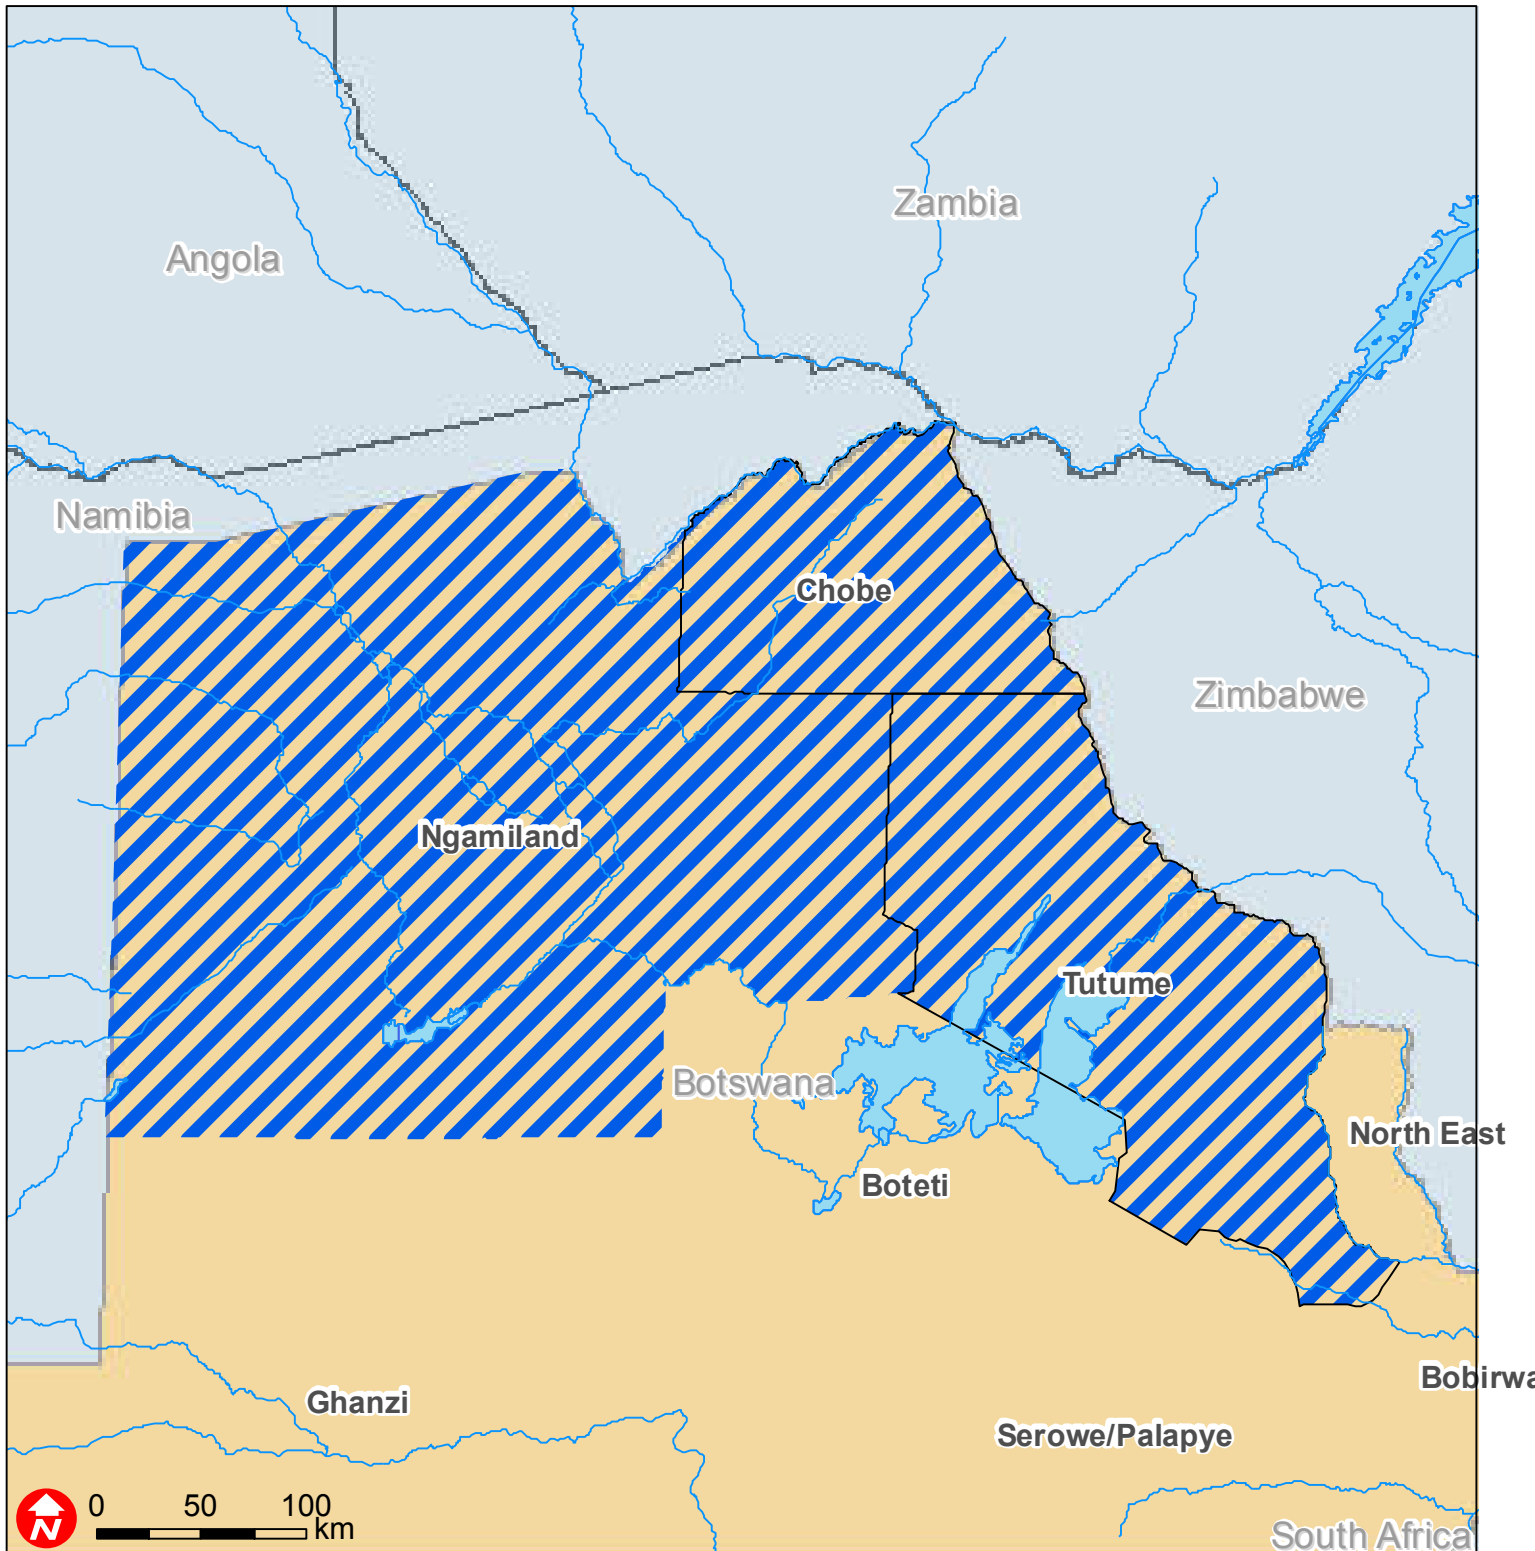 Zambia
Angola
Namibia
Chobe
Zimbabwe
Ngamiland
Tutume
Botswana
North East
Boteti
Bobirwa
Ghanzi
Serowe/Palapye
0 50 100
km
N
South Africa